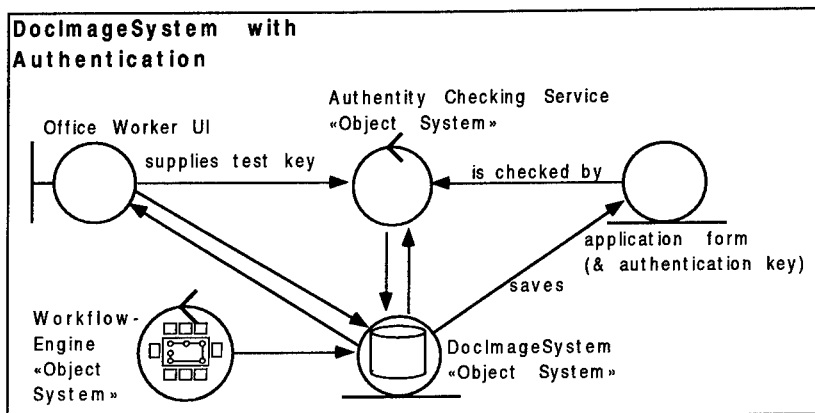 DocImageSystem with
Authentication
Authentity Checking Service
«Object System»
Office Worker UI
supplies test key
is checked by
application form
(& authentication key)
saves
Workflow-
Engine
«Object
System»
DocImageSystem
«Object System»